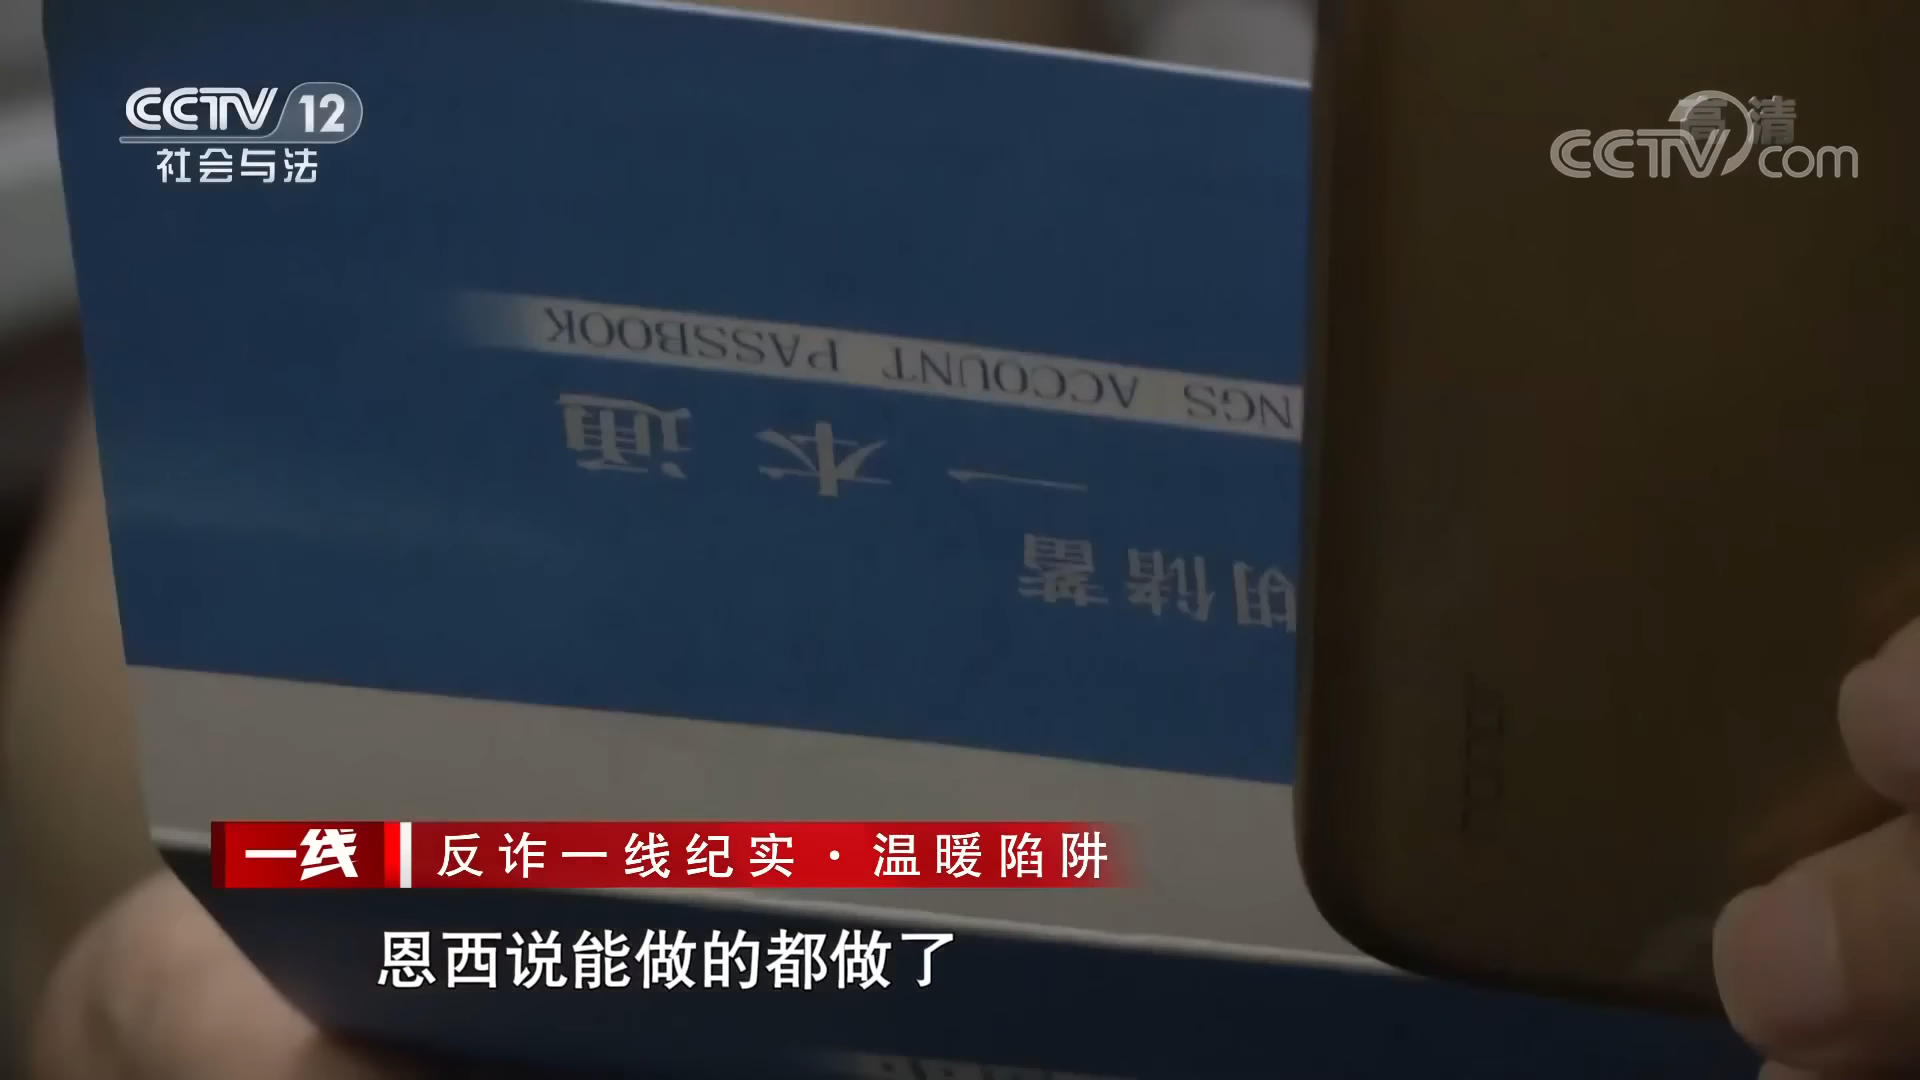 CCTV 12
社会与法
高清
CCTV.com
NGS ACCOUNT PASSBOOK
一本通
储蓄
一线
反诈一线纪实·温暖陷阱
恩西说能做的都做了